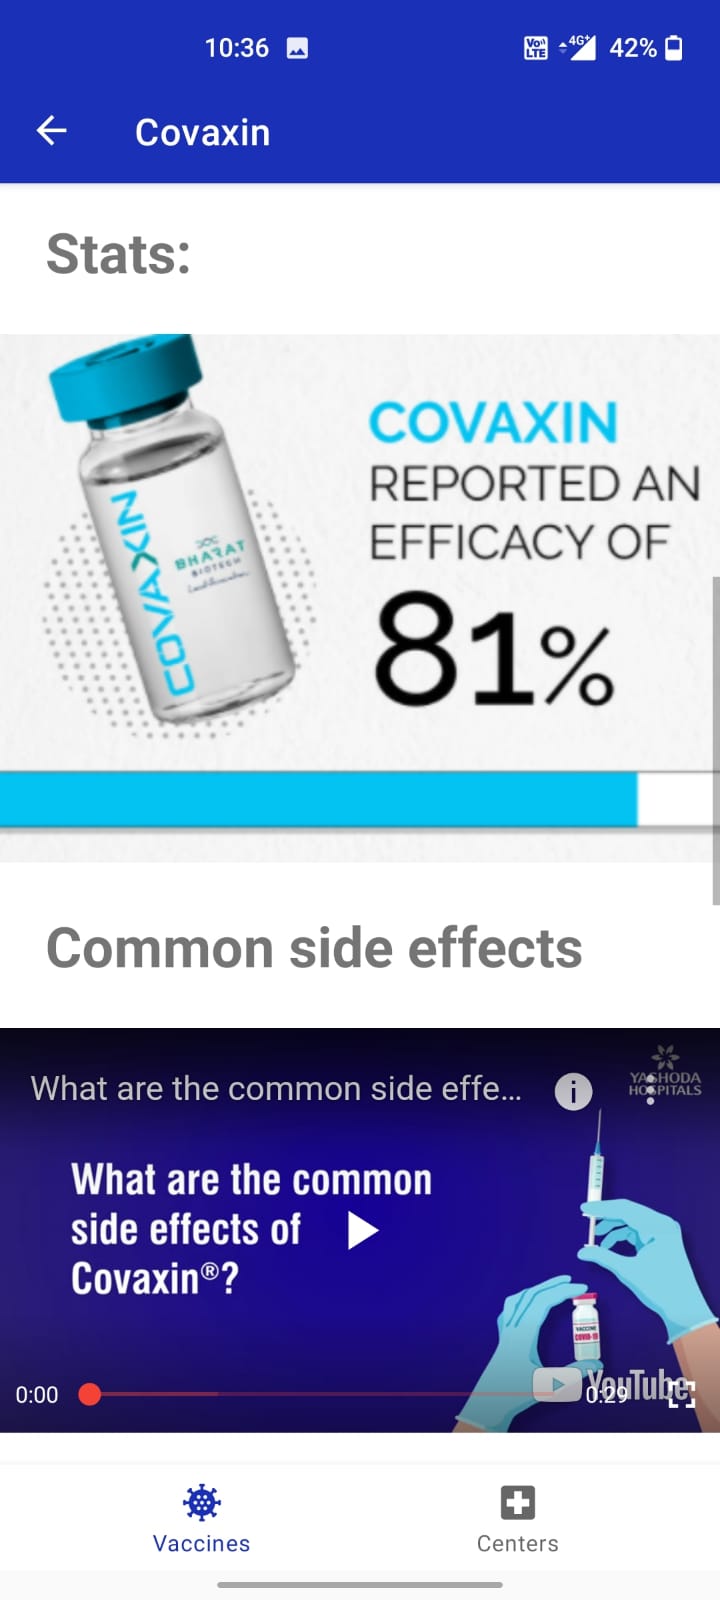 10:36
Vo)) LTE 4G+ 42%
Covaxin
Stats:
COVAXIN
REPORTED AN
EFFICACY OF
81%
COVAXIN
BHARAT
BIOTECH
Common side effects
What are the common side effe...
YASHODA
HOSPITALS
What are the common
side effects of
Covaxin®?
VACCINE
COVID-19
0:00
0:29
YouTube
Vaccines
Centers